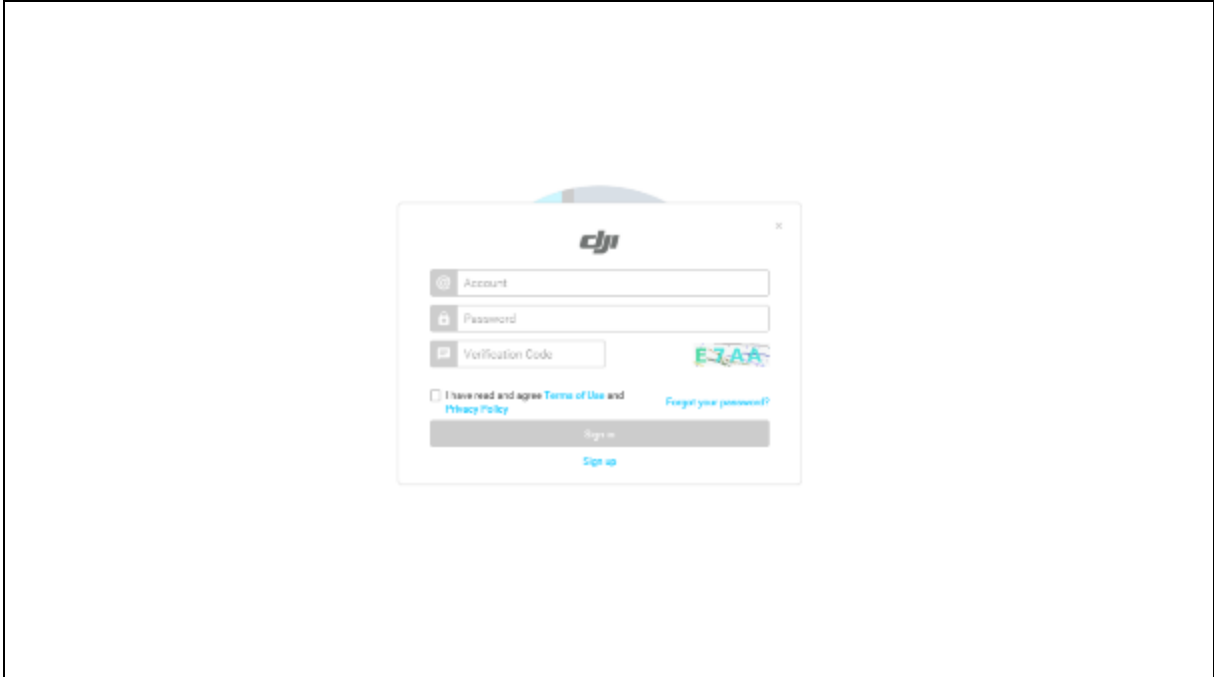 dji
Account
Password
Verification Code
E7AA
I have read and agree Terms of Use and
Privacy Policy
Forgot your password?
Sign in
Sign up